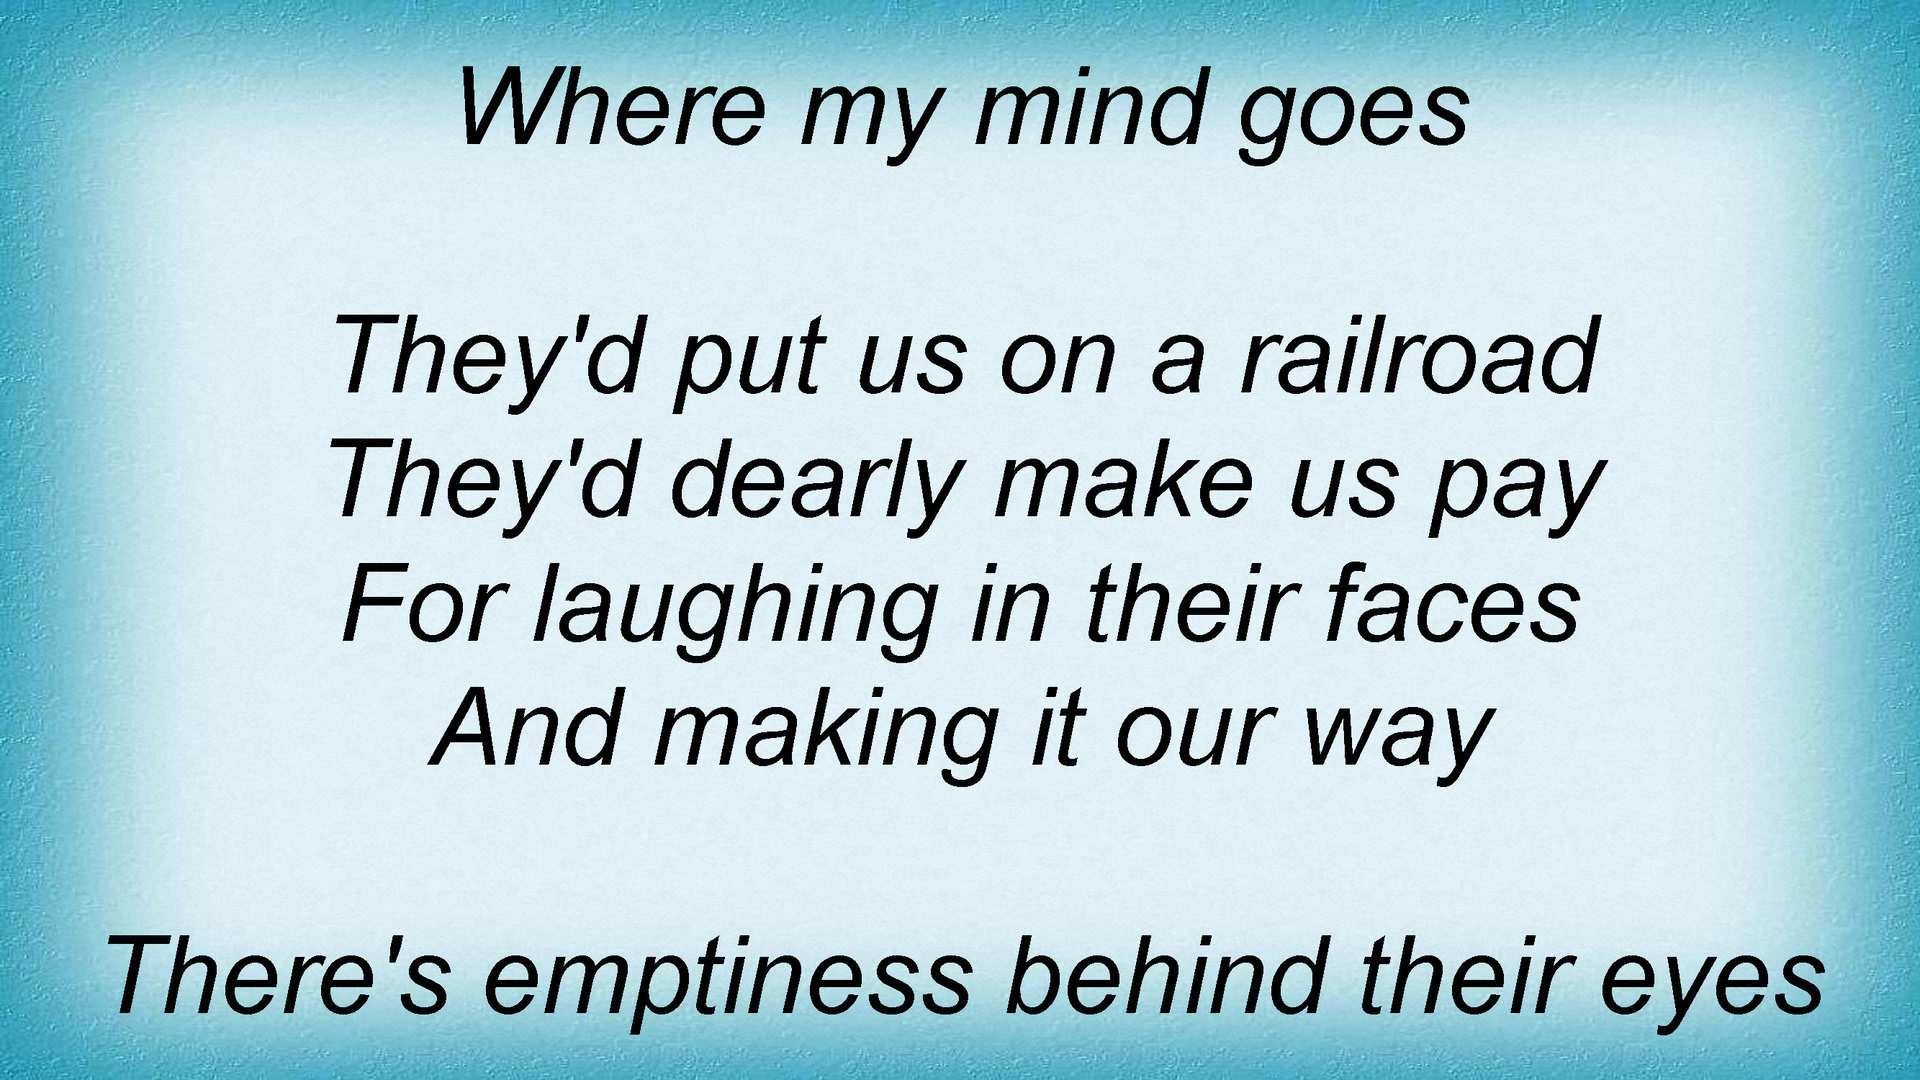 Where my mind goes
They'd put us on a railroad
They'd dearly make us pay
For laughing in their faces
And making it our way
There's emptiness behind their eyes